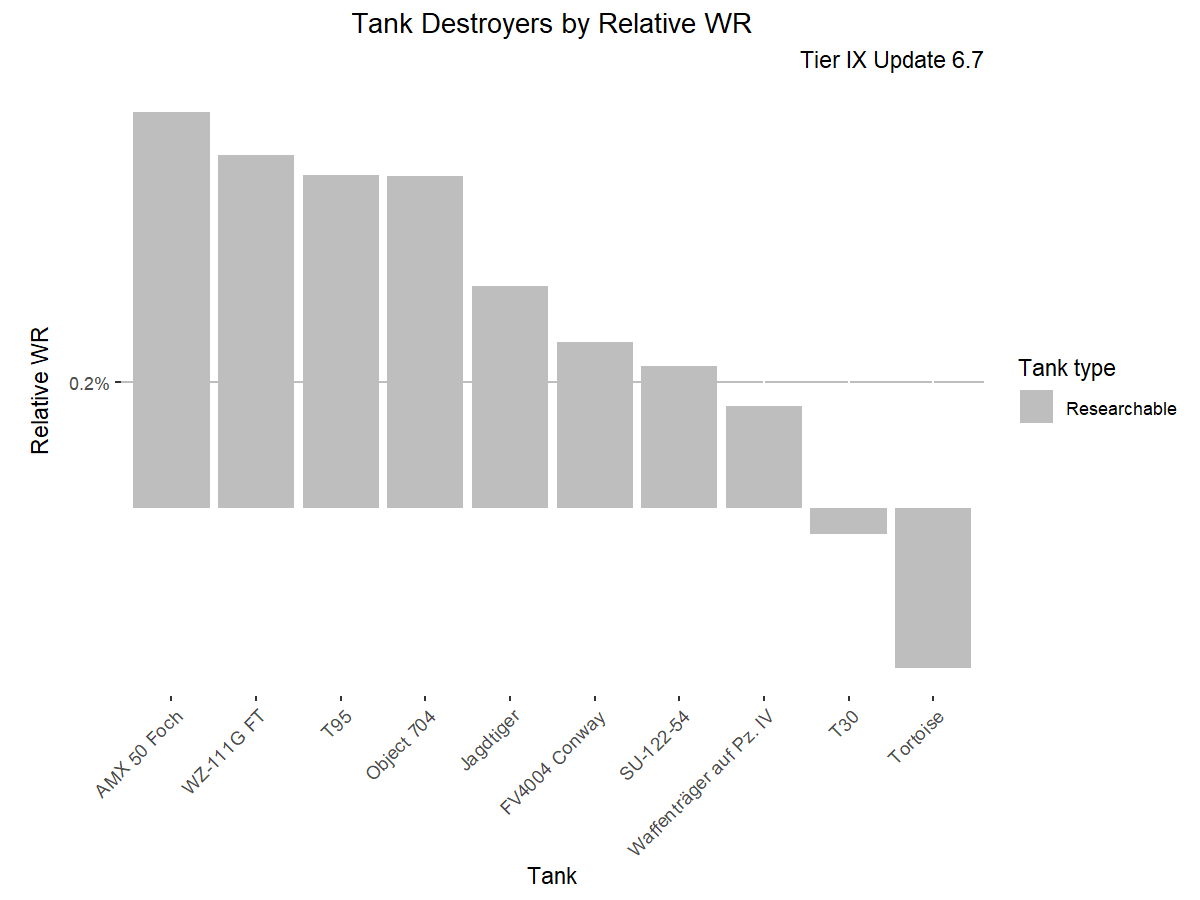 Tank Destroyers by Relative WR
Tier IX Update 6.7
Relative WR
0.2%
Tank type
Researchable
AMX 50 Foch
WZ-111G FT
T95
Object 704
Jagdtiger
FV4004 Conway
SU-122-54
Waffenträger auf Pz. IV
T30
Tortoise
Tank